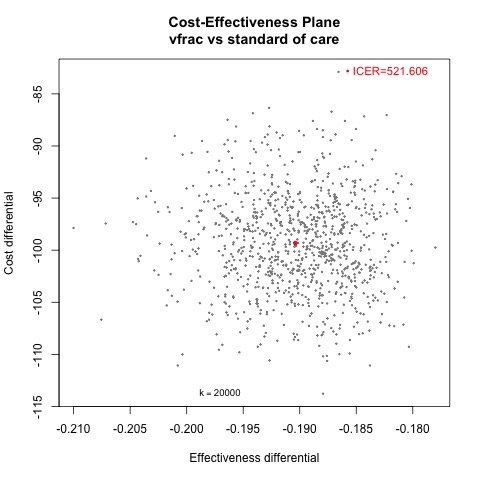 Cost-Effectiveness Plane
vfrac vs standard of care
• ICER=521.606
-85
-90
-95
-100
-105
-110
-115
Cost differential
k = 20000
-0.210 -0.205 -0.200 -0.195 -0.190 -0.185 -0.180
Effectiveness differential